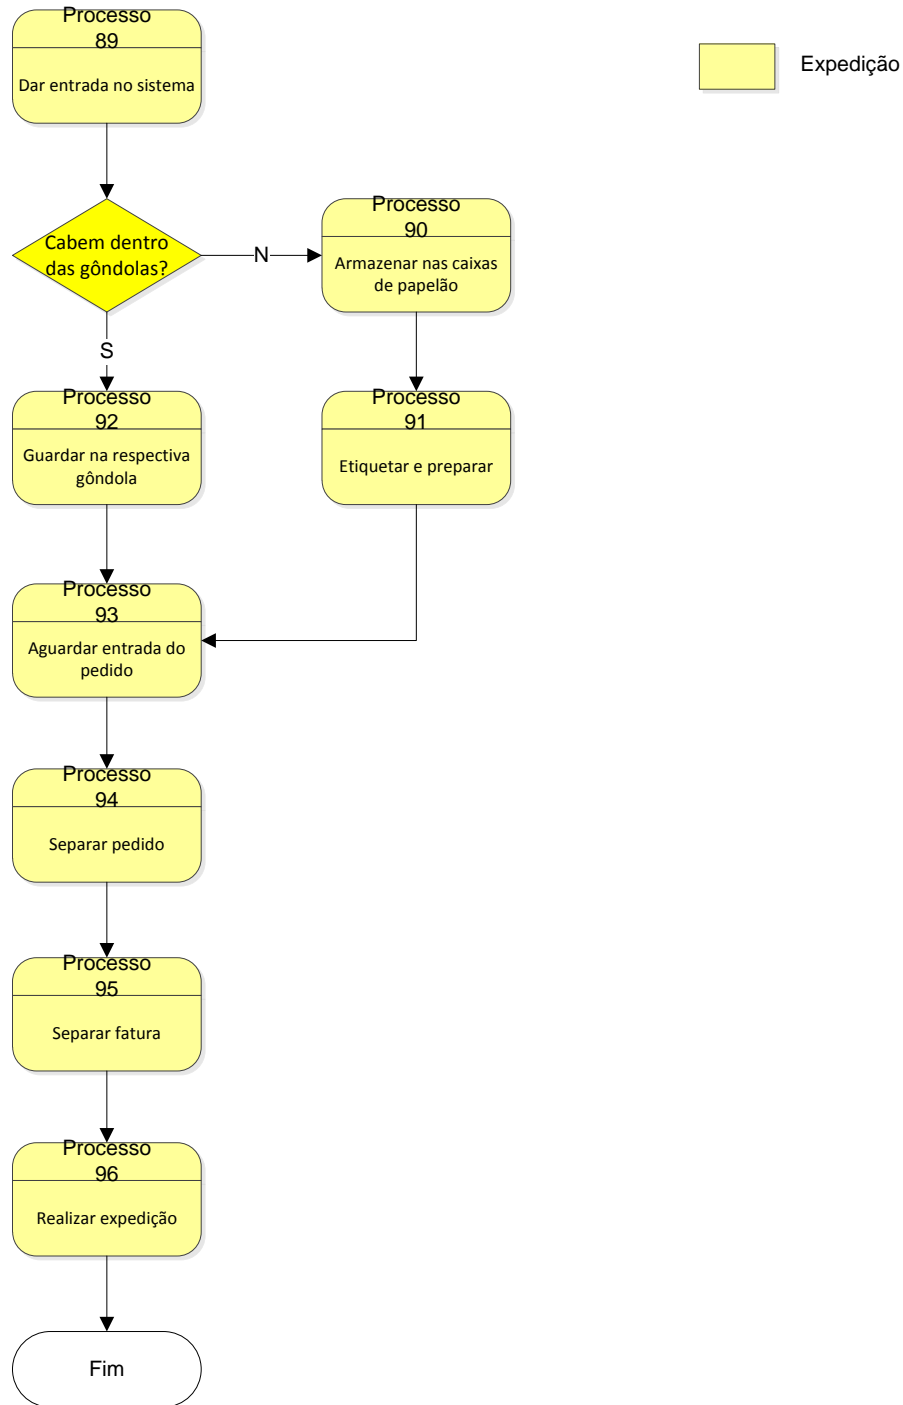 Processo
89
Dar entrada no sistema
Expedição
Cabem dentro
das gôndolas?
N
Processo
90
Armazenar nas caixas
de papelão
S
Processo
92
Guardar na respectiva
gôndola
Processo
91
Etiquetar e preparar
Processo
93
Aguardar entrada do
pedido
Processo
94
Separar pedido
Processo
95
Separar fatura
Processo
96
Realizar expedição
Fim